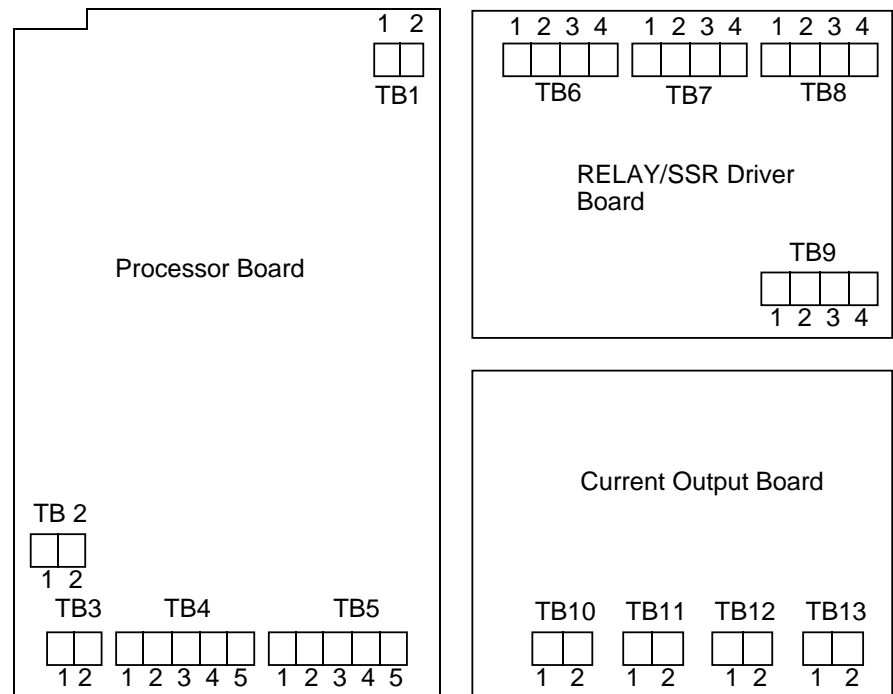 1 2
TB1
Processor Board
TB 2
1 2
TB3 TB4 TB5
1 2 1 2 3 4 5 1 2 3 4 5
1 2 3 4 1 2 3 4 1 2 3 4
TB6 TB7 TB8
RELAY/SSR Driver
Board
TB9
1 2 3 4
Current Output Board
TB10 TB11 TB12 TB13
1 2 1 2 1 2 1 2